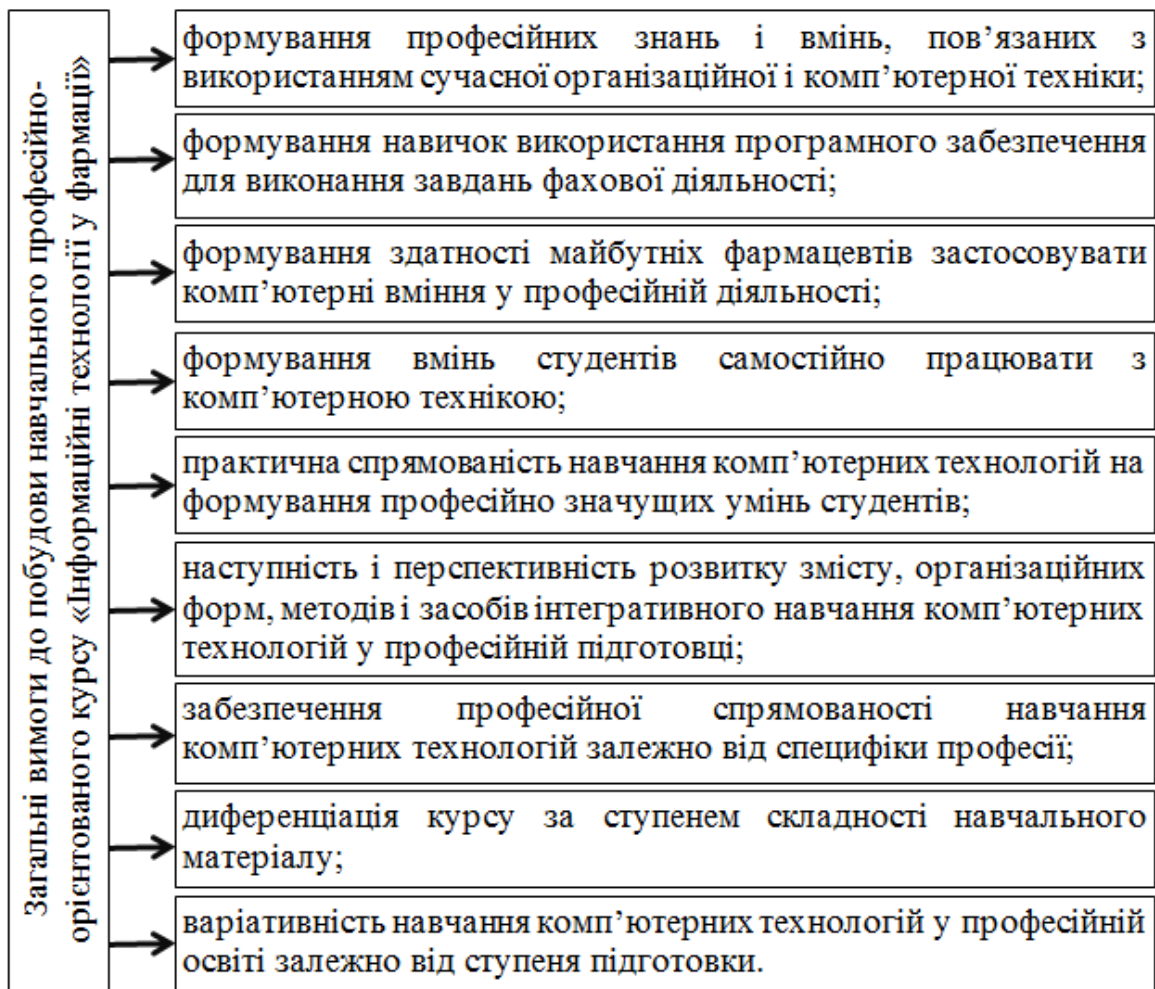 Загальні вимоги до побудови навчального професійно-
орієнтованого курсу «Інформаційні технології у фармації»
формування професійних знань і вмінь, пов’язаних з
використанням сучасної організаційної і комп’ютерної техніки;
формування навичок використання програмного забезпечення
для виконання завдань фахової діяльності;
формування здатності майбутніх фармацевтів застосовувати
комп’ютерні вміння у професійній діяльності;
формування вмінь студентів самостійно працювати з
комп’ютерною технікою;
практична спрямованість навчання комп’ютерних технологій на
формування професійно значущих умінь студентів;
наступність і перспективність розвитку змісту, організаційних
форм, методів і засобів інтегративного навчання комп’ютерних
технологій у професійній підготовці;
забезпечення професійної спрямованості навчання
комп’ютерних технологій залежно від специфіки професії;
диференціація курсу за ступенем складності навчального
матеріалу;
варіативність навчання комп’ютерних технологій у професійній
освіті залежно від ступеня підготовки.